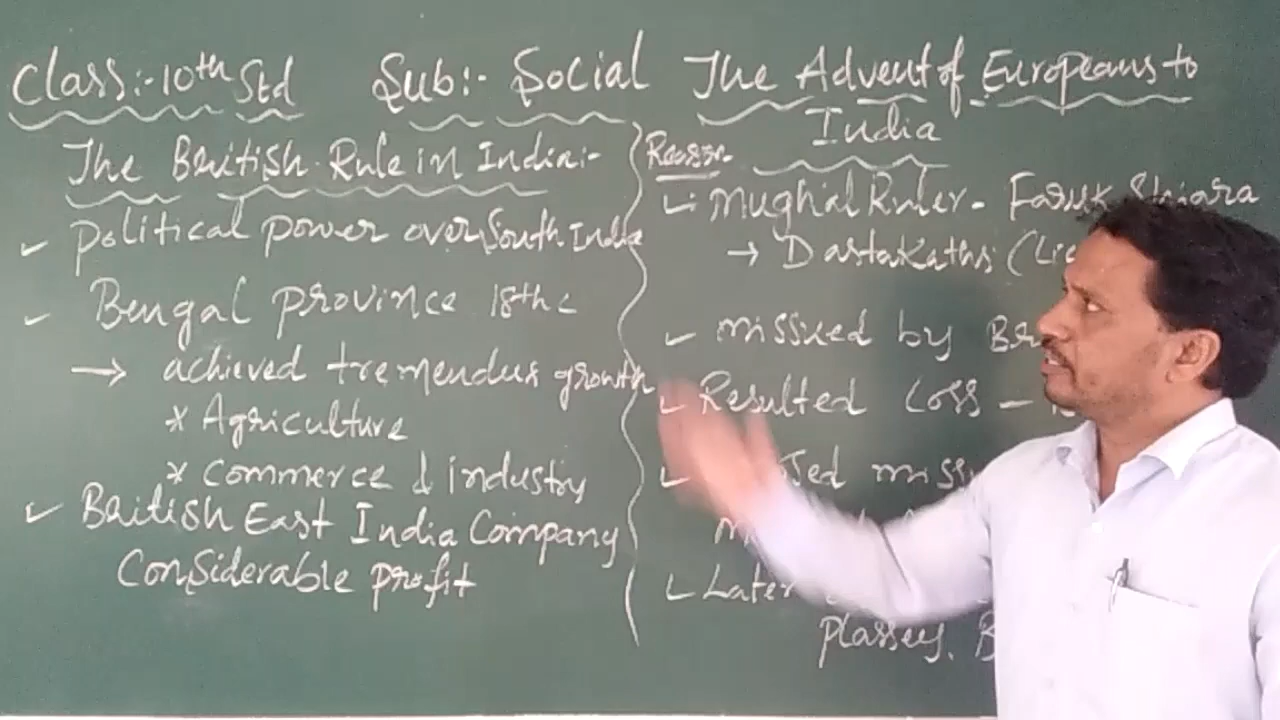 Class:-10th Std Sub:- Social The Advent of Europeans to
India
The British Rule in India:-
Political power over South India
Bengal province 18th c
→ achieved tremendus growth
* Agriculture
* Commerce & industry
British East India Company
Considerable profit
Reason
Mughal Ruler - Faruk
→ Dastakaths (
missued by
Resulted Loss -
Later
plassey. B